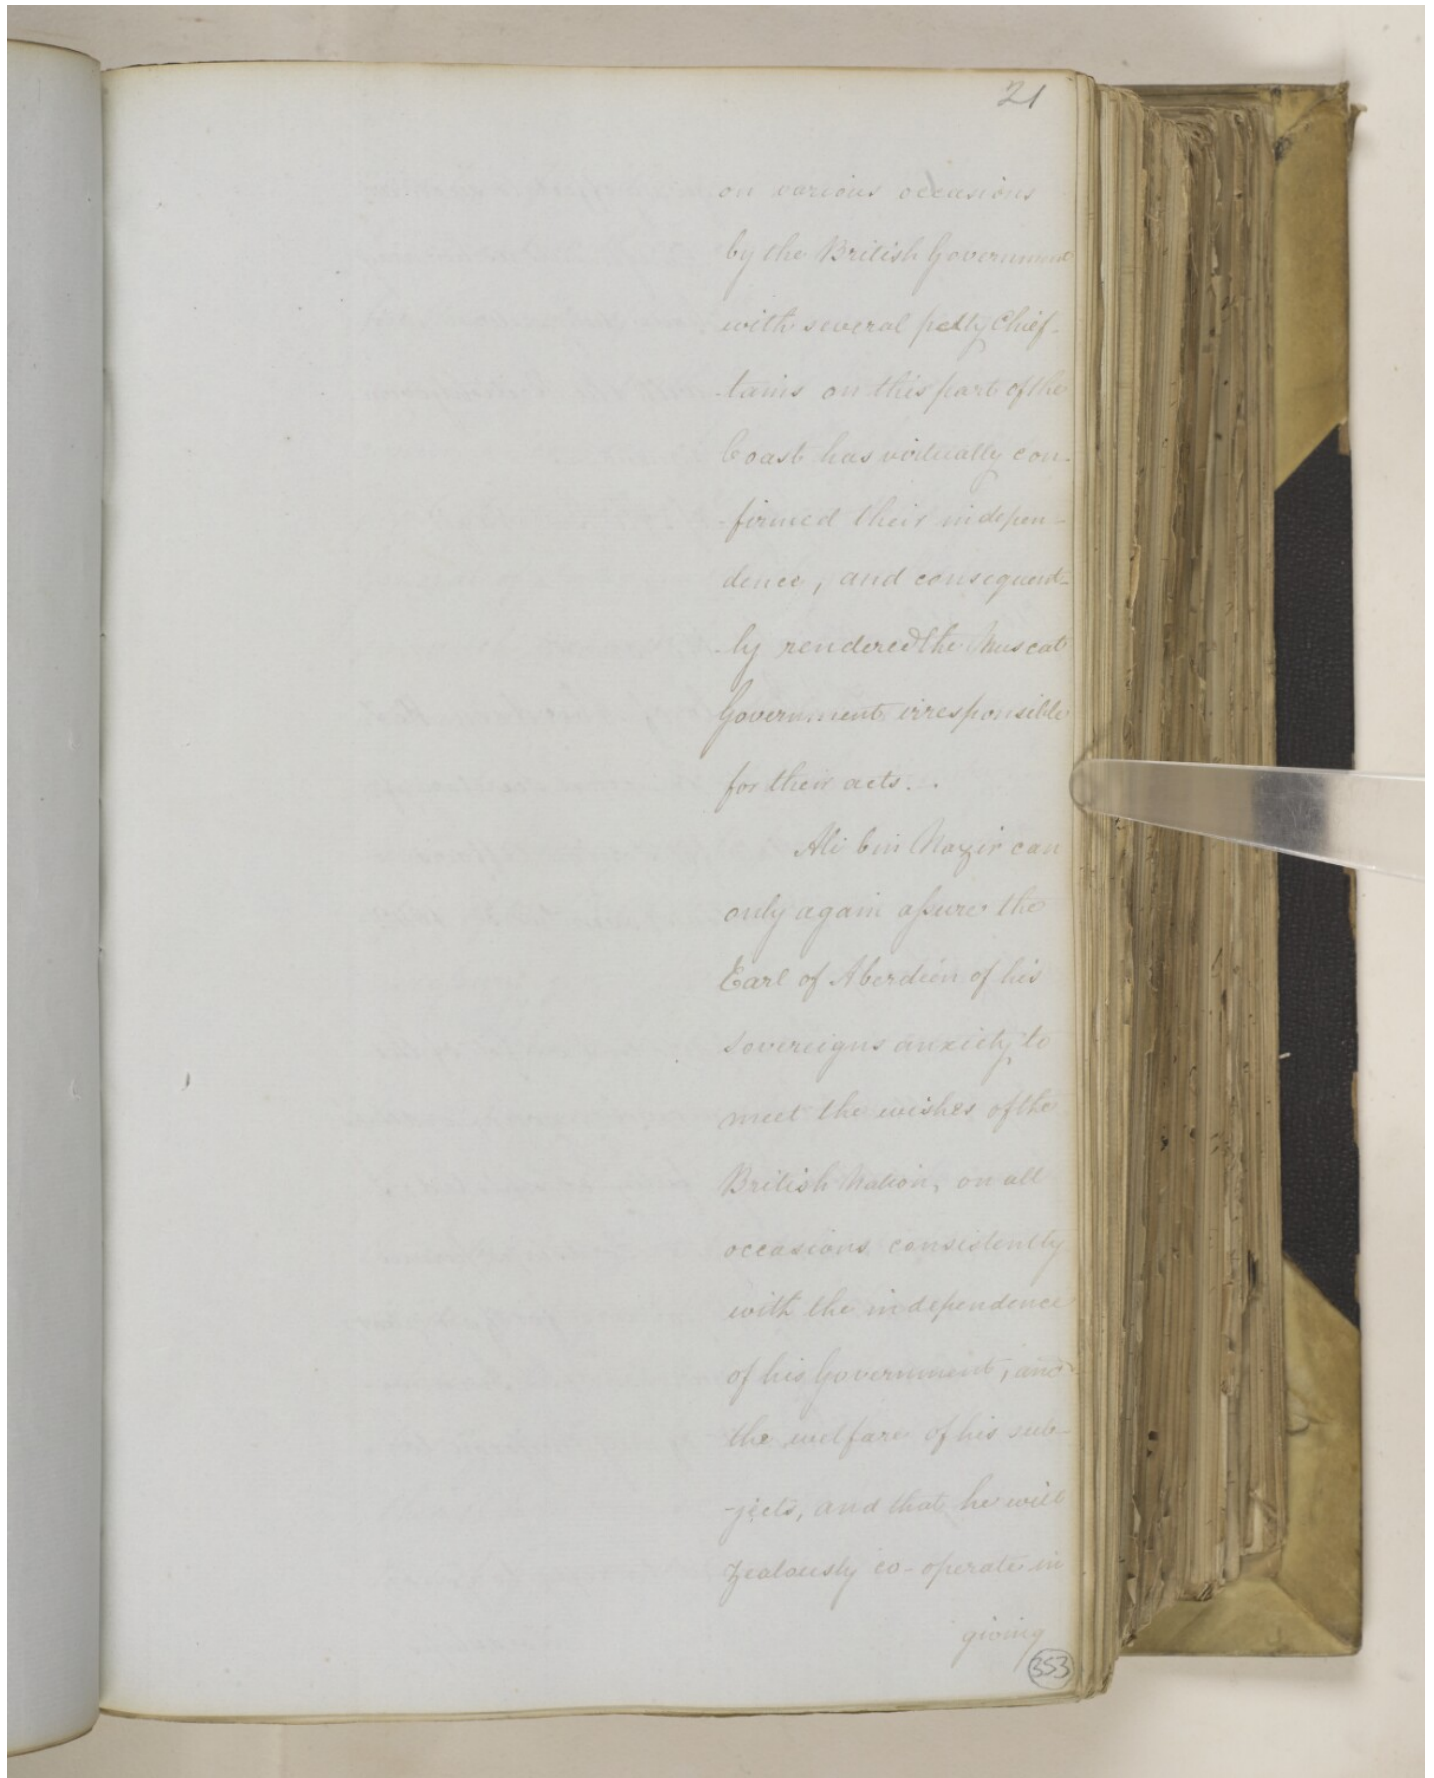 21
on various occasions
by the British Government
with several petty Chief-
-tains on this part of the
Coast has virtually con-
-firmed their indepen-
dence, and consequent-
-ly rendered the Muscat
Government irresponsible
for their acts. -
Ali bin Nazir can
only again assure the
Earl of Aberdeen of his
Sovereigns anxiety to
meet the wishes of the
British Nation, on all
occasions consistently
with the independence
of his Government, and
the welfare of his sub-
-jects, and that he will
zealously co-operate in
giving
353